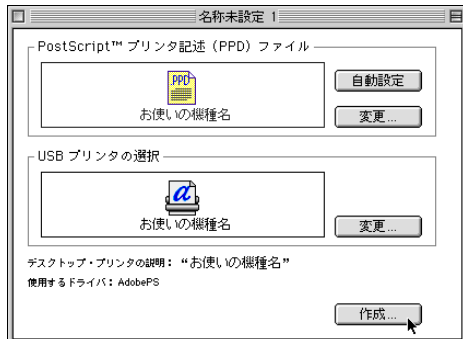 名称未設定 1
PostScript™ プリンタ記述 (PPD) ファイル
PPD
お使いの機種名
自動設定
変更...
USB プリンタの選択
a
お使いの機種名
変更...
デスクトップ・プリンタの説明： “お使いの機種名”
使用するドライバ： AdobePS
作成...